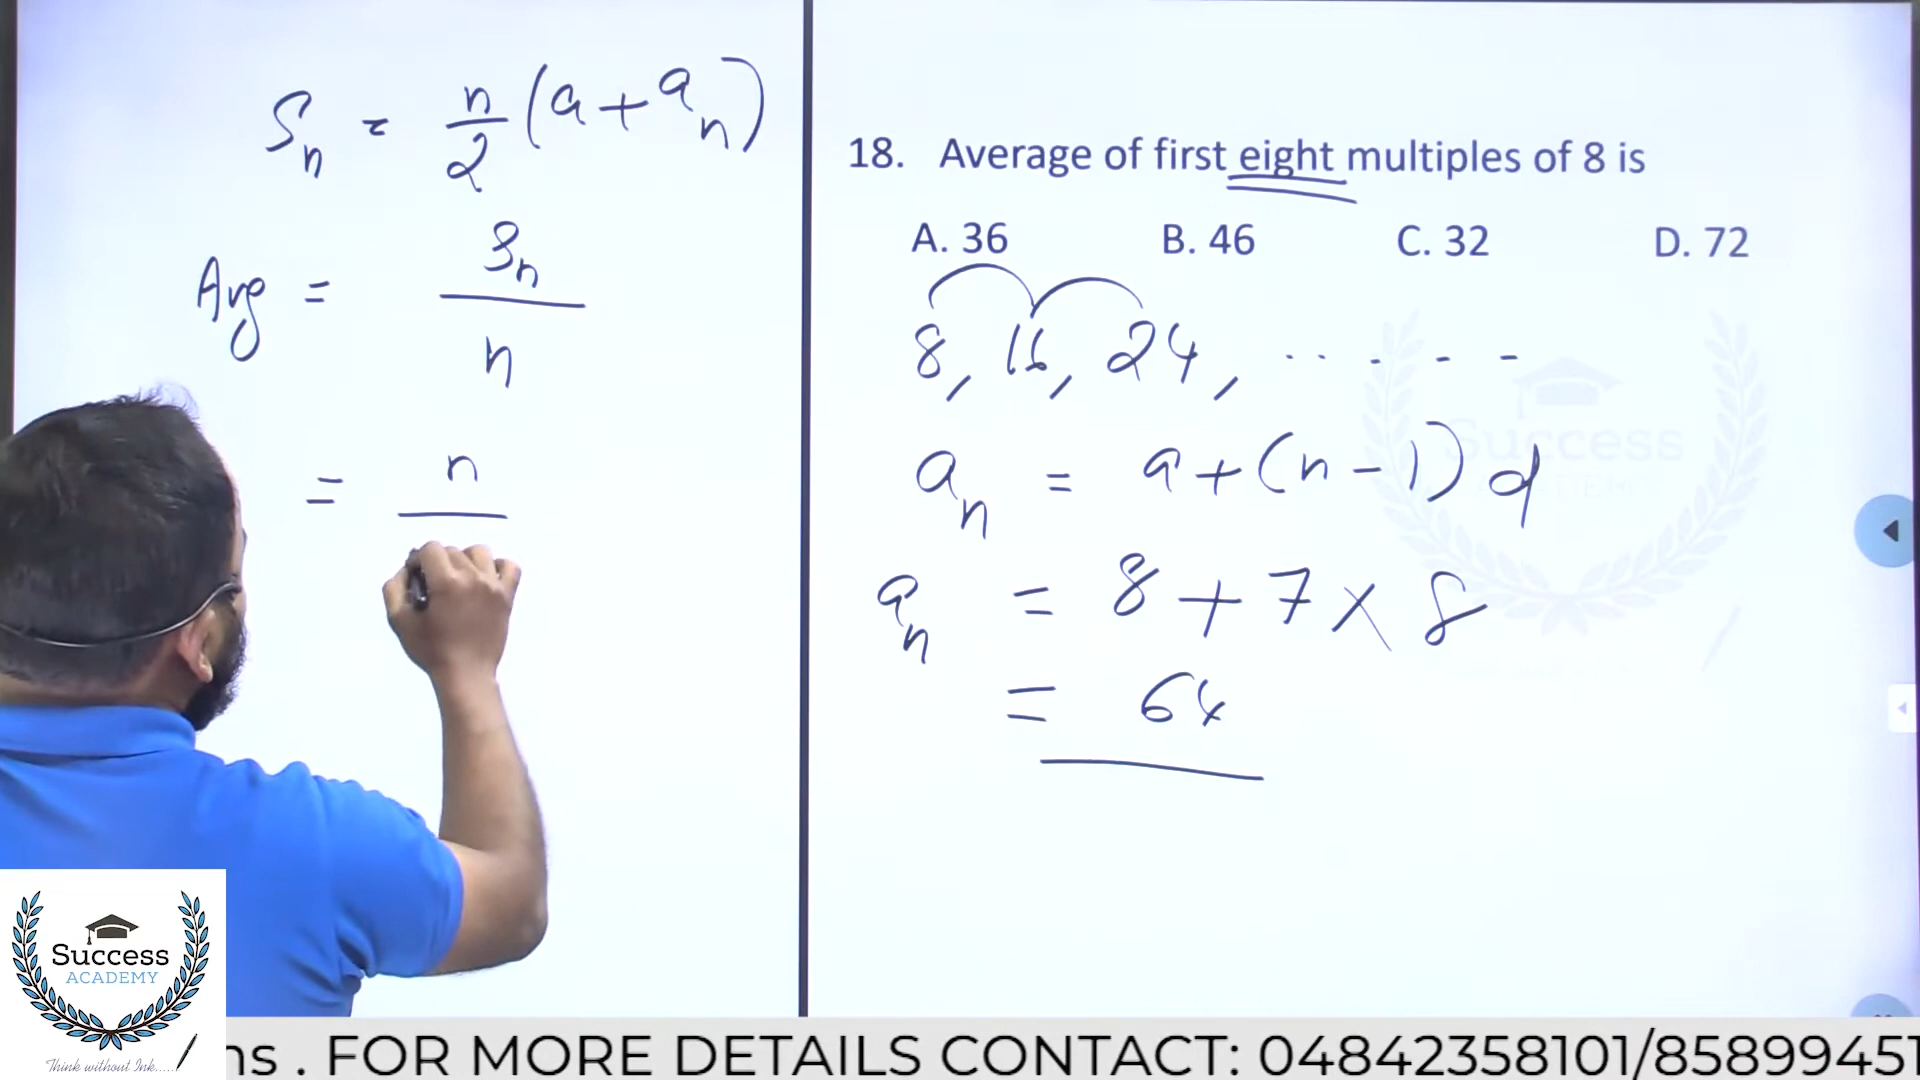 Sₙ = n/2 (a + aₙ)
Avg = Sₙ/n
= n/
18. Average of first eight multiples of 8 is
A. 36 B. 46 C. 32 D. 72
8, 16, 24, . . . - - -
aₙ = a + (n - 1) d
aₙ = 8 + 7 × 8
= 64
Success
Success
ACADEMY
Think without Ink.....
ns . FOR MORE DETAILS CONTACT: 04842358101/85899451